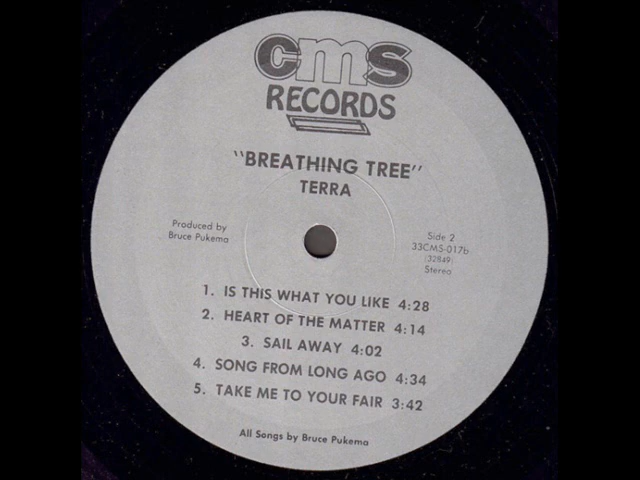 cms
RECORDS
"BREATHING TREE"
TERRA
Produced by
Bruce Pukema
Side 2
33CMS-017b
(32849)
Stereo
1. IS THIS WHAT YOU LIKE 4:28
2. HEART OF THE MATTER 4:14
3. SAIL AWAY 4:02
4. SONG FROM LONG AGO 4:34
5. TAKE ME TO YOUR FAIR 3:42
All Songs by Bruce Pukema